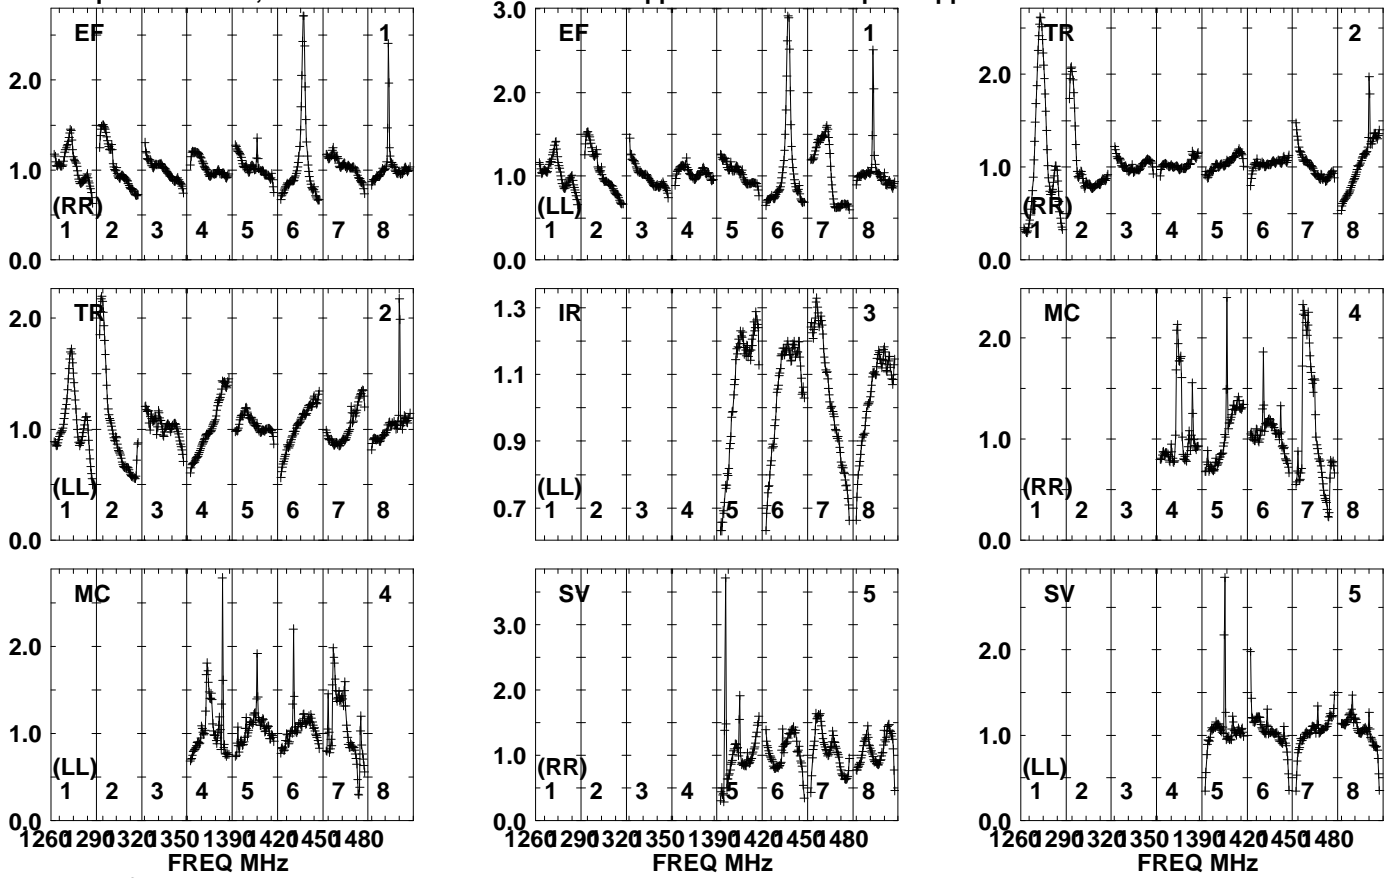 EF 1
2.0
1.0
(RR)
1 2 3 4 5 6 7 8
0.0
3.0 EF 1
2.0
1.0
(LL)
1 2 3 4 5 6 7 8
0.0
TR 2
2.0
1.0
(RR)
1 2 3 4 5 6 7 8
0.0
TR 2
2.0
1.0
(LL)
1 2 3 4 5 6 7 8
0.0
1.3 IR 3
1.1
0.9
(LL)
0.7 1 2 3 4 5 6 7 8
MC 4
2.0
1.0
(RR)
1 2 3 4 5 6 7 8
0.0
MC 4
2.0
1.0
(LL)
1 2 3 4 5 6 7 8
0.0
1260 1290 1320 1350 1390 1420 1450 1480
FREQ MHz
SV 5
3.0
2.0
1.0
(RR)
1 2 3 4 5 6 7 8
0.0
1260 1290 1320 1350 1390 1420 1450 1480
FREQ MHz
SV 5
2.0
1.0
(LL)
1 2 3 4 5 6 7 8
0.0
1260 1290 1320 1350 1390 1420 1450 1480
FREQ MHz